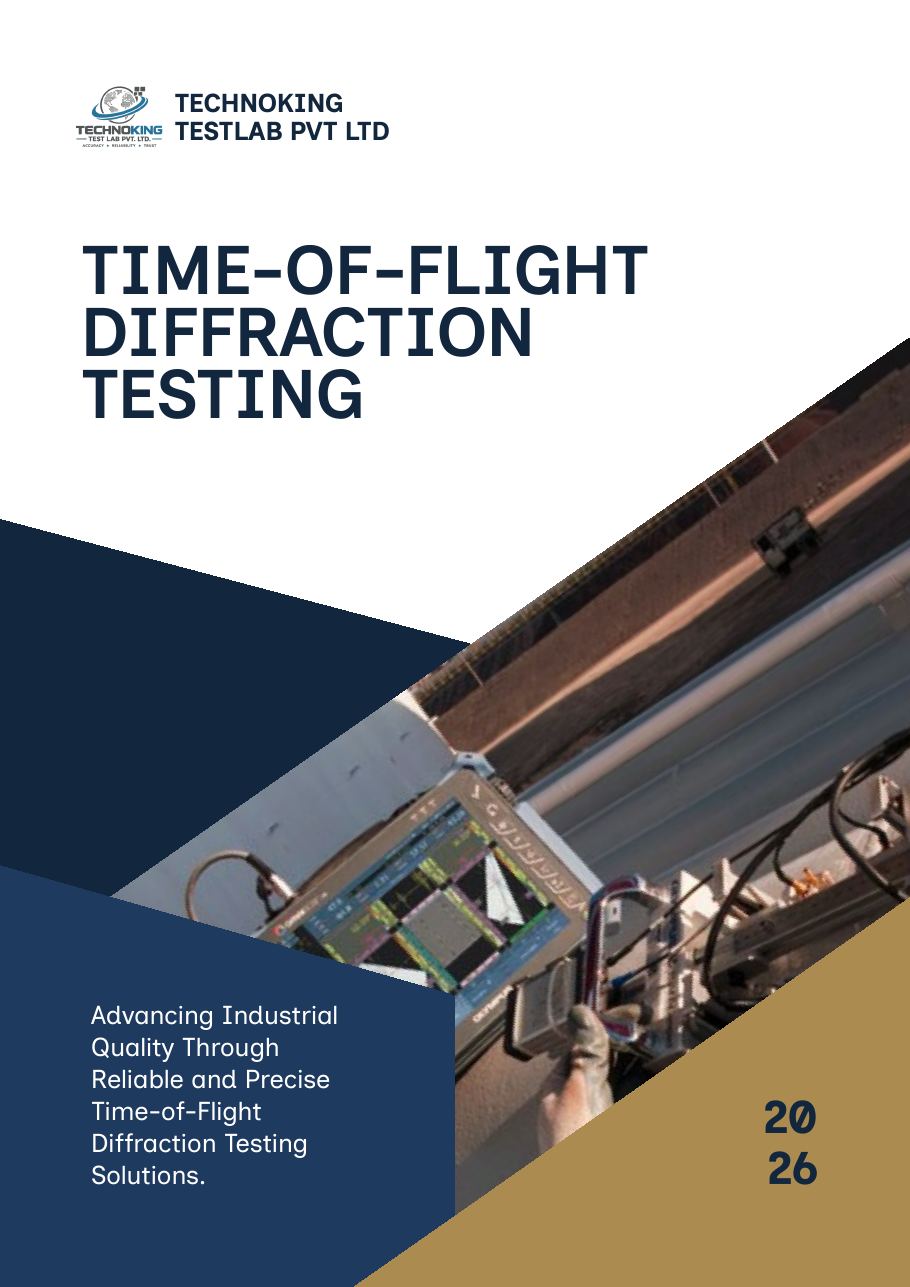 TECHNOKING
TEST LAB PVT. LTD.
ACCURACY • RELIABILITY • TRUST
TECHNOKING
TESTLAB PVT LTD
TIME-OF-FLIGHT
DIFFRACTION
TESTING
Advancing Industrial
Quality Through
Reliable and Precise
Time-of-Flight
Diffraction Testing
Solutions.
20
26